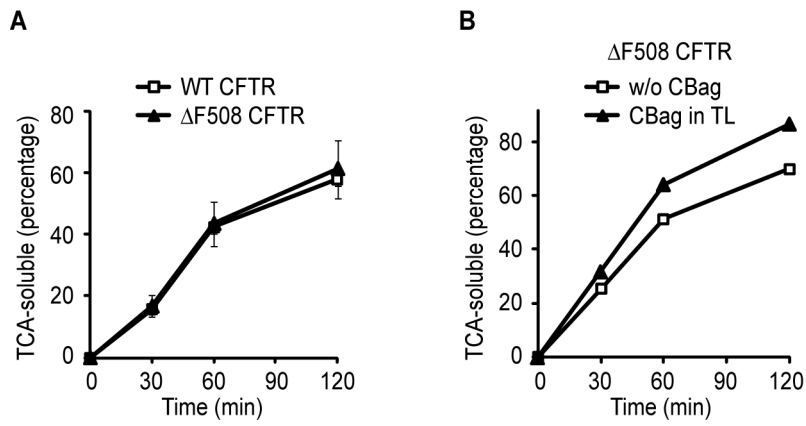 A
WT CFTR
ΔF508 CFTR
TCA-soluble (percentage)
80
60
40
20
0
0 30 60 90 120
Time (min)
B
ΔF508 CFTR
w/o CBag
CBag in TL
TCA-soluble (percentage)
80
60
40
20
0
0 30 60 90 120
Time (min)